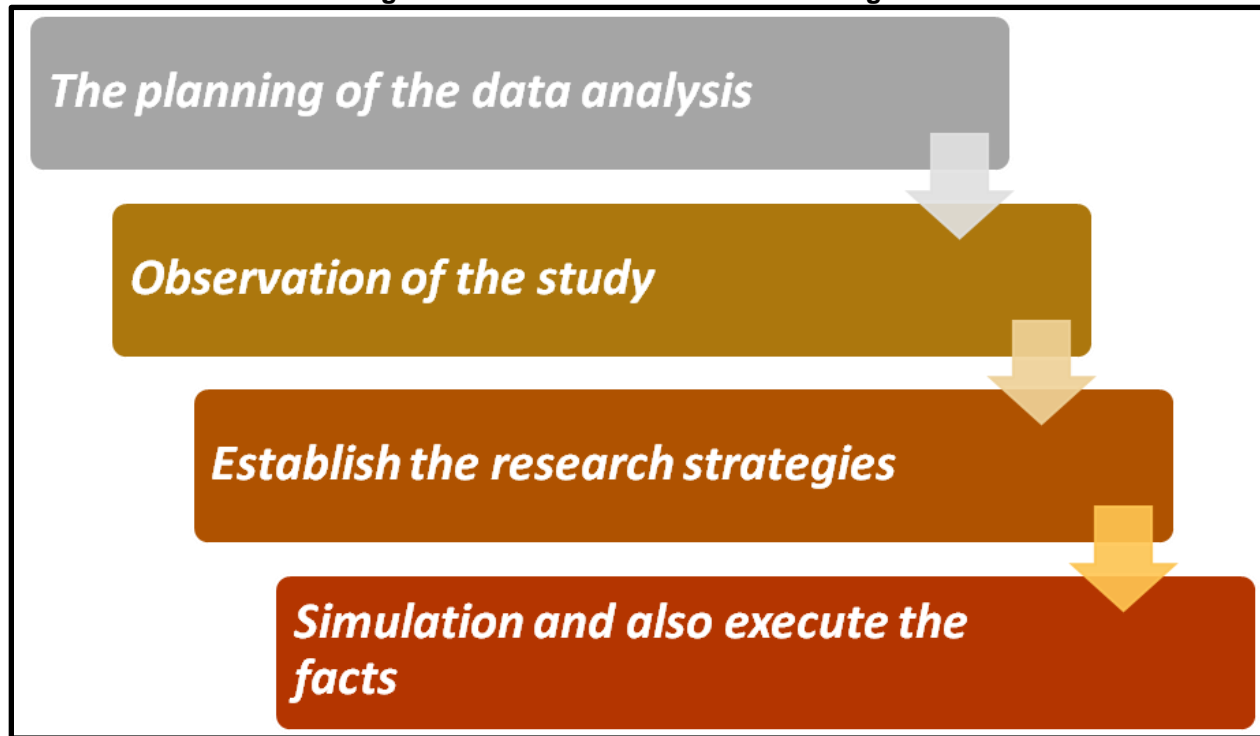 The planning of the data analysis
Observation of the study
Establish the research strategies
Simulation and also execute the
facts